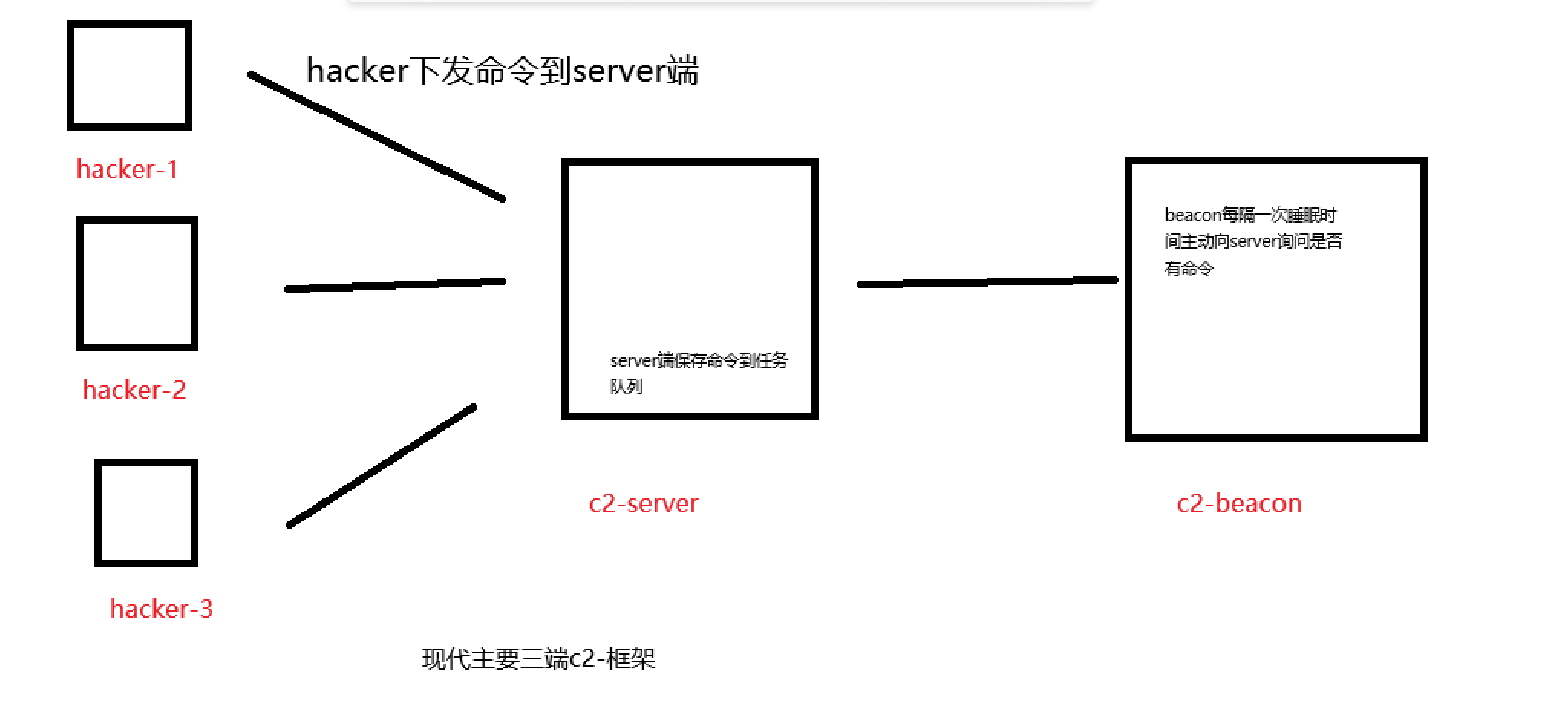 hacker下发命令到server端
hacker-1
beacon每隔一次睡眠时
间主动向server询问是否
有命令
server端保存命令到任务
队列
hacker-2
c2-server
c2-beacon
hacker-3
现代主要三端c2-框架